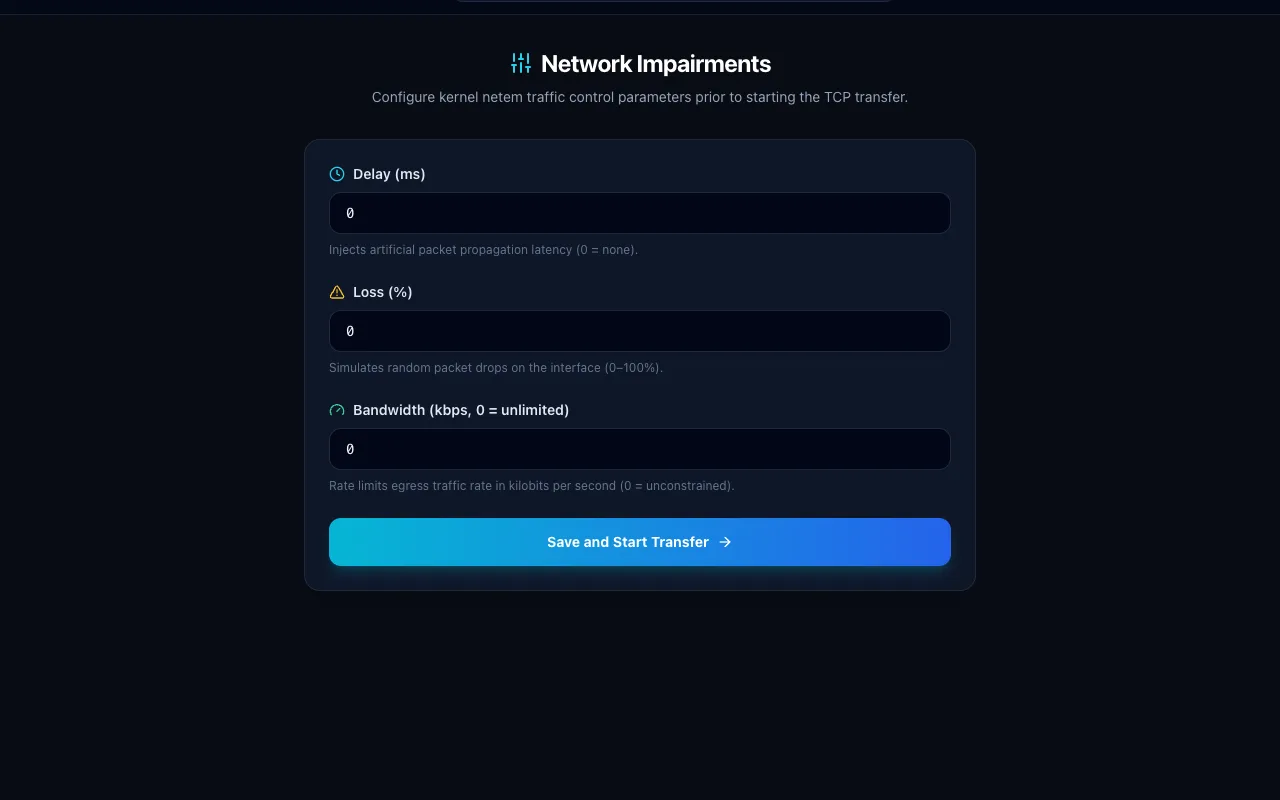 Network Impairments
Configure kernel netem traffic control parameters prior to starting the TCP transfer.
Delay (ms)
0
Injects artificial packet propagation latency (0 = none).
Loss (%)
0
Simulates random packet drops on the interface (0–100%).
Bandwidth (kbps, 0 = unlimited)
0
Rate limits egress traffic rate in kilobits per second (0 = unconstrained).
Save and Start Transfer